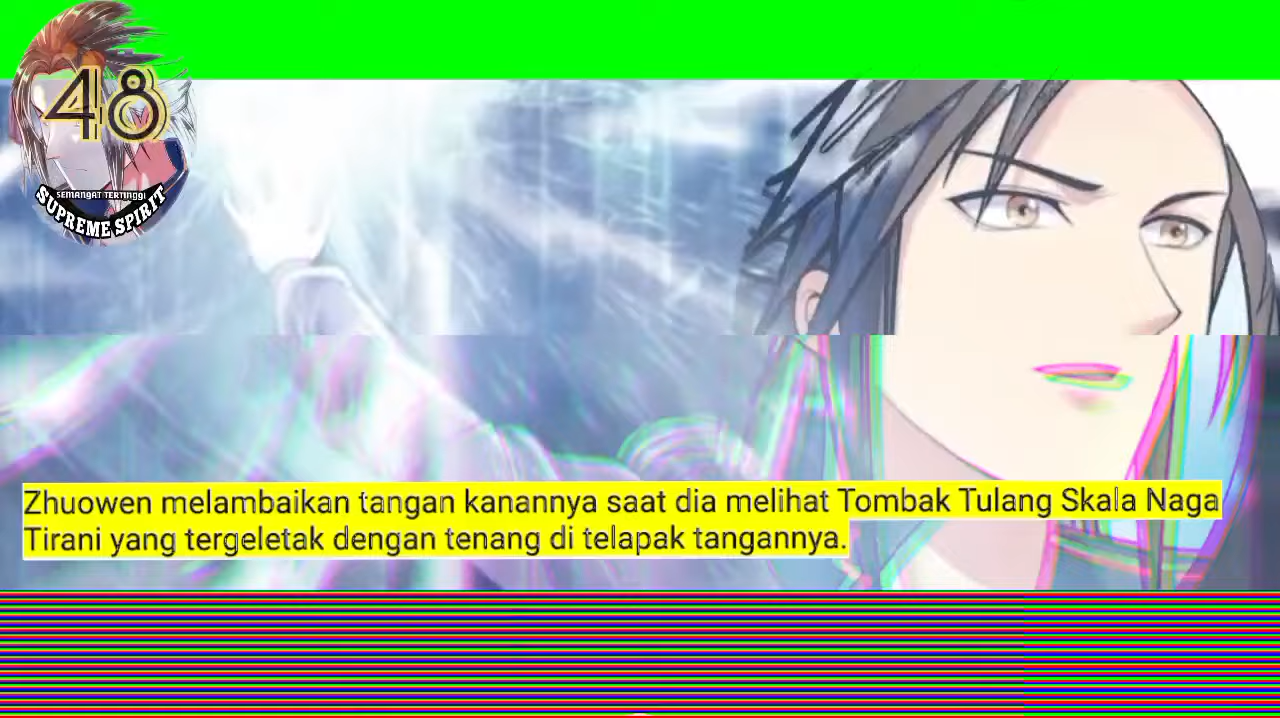 48
SEMANGAT TERTINGGI
SUPREME SPIRIT
Zhuowen melambaikan tangan kanannya saat dia melihat Tombak Tulang Skala Naga
Tirani yang tergeletak dengan tenang di telapak tangannya.